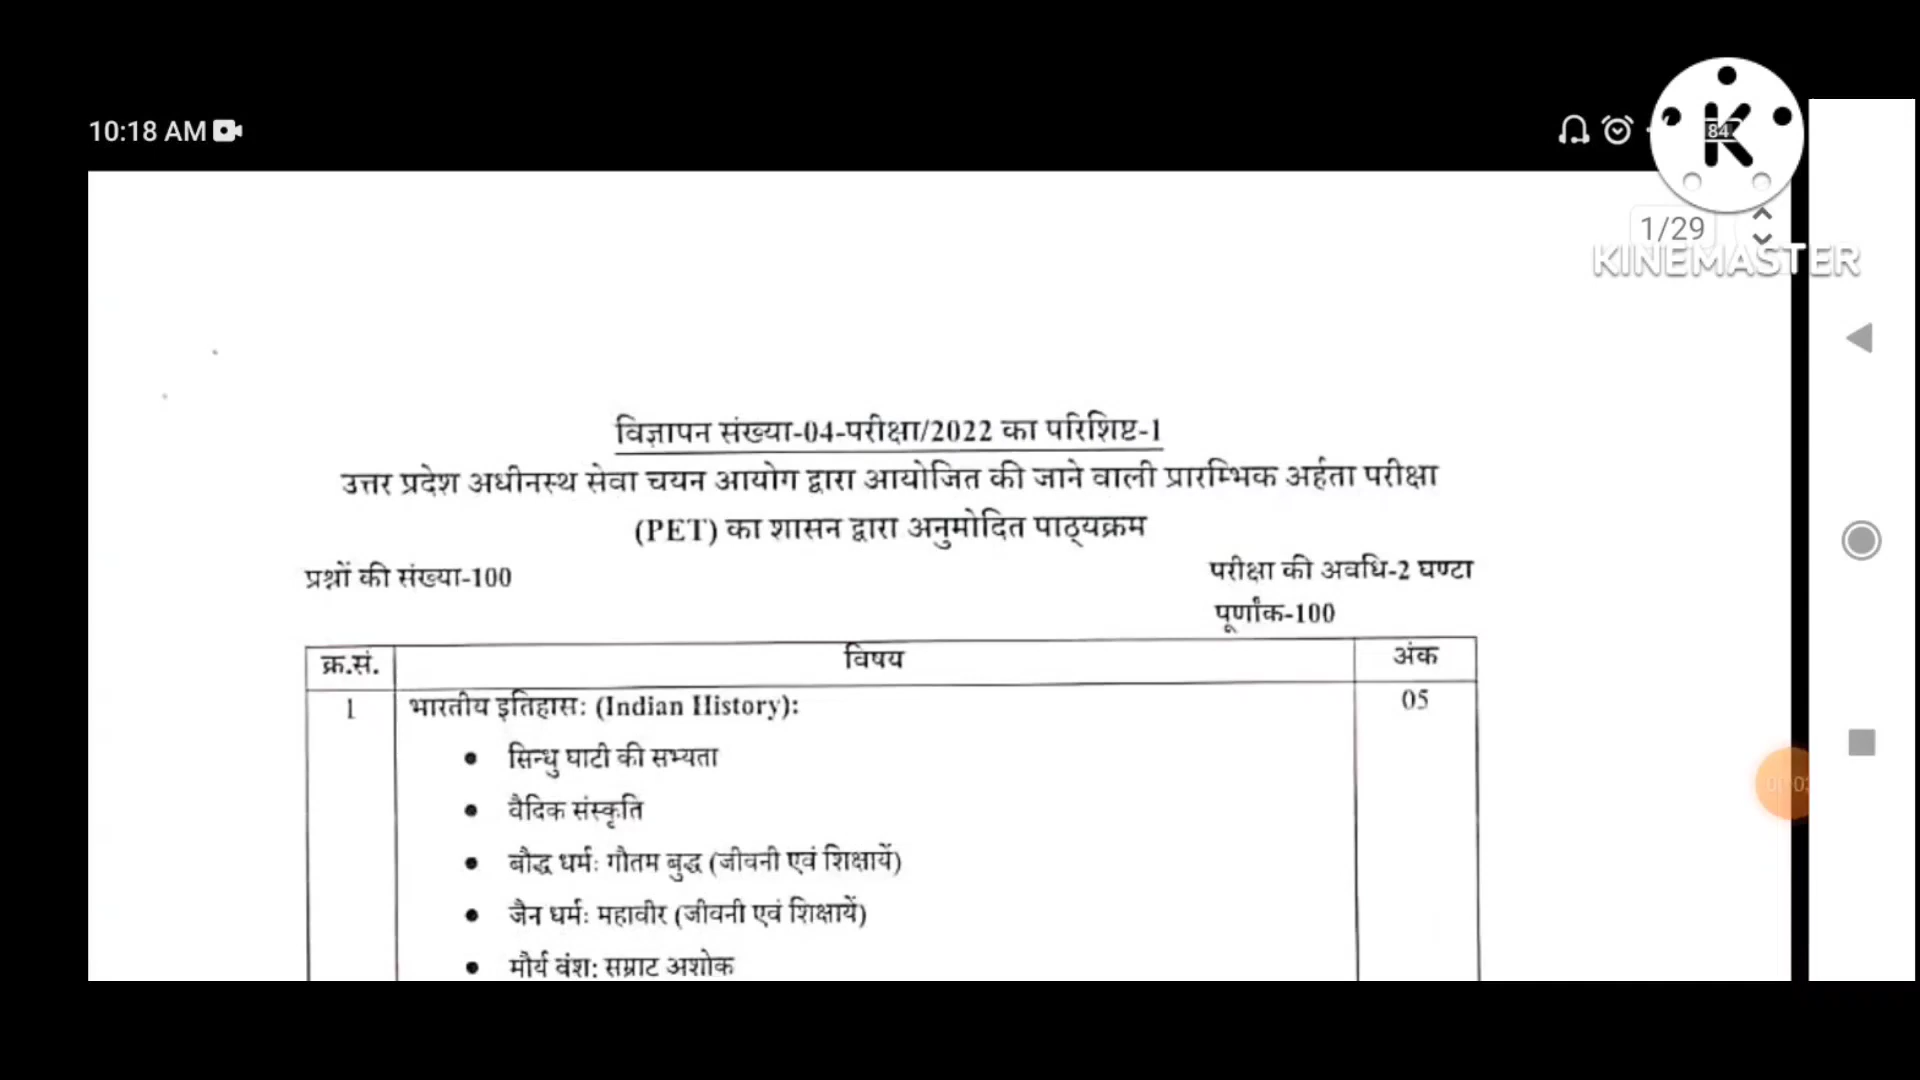 10:18 AM
84
1/29
KINEMASTER
विज्ञापन संख्या-04-परीक्षा/2022 का परिशिष्ट-1
उत्तर प्रदेश अधीनस्थ सेवा चयन आयोग द्वारा आयोजित की जाने वाली प्रारम्भिक अर्हता परीक्षा
(PET) का शासन द्वारा अनुमोदित पाठ्यक्रम
प्रश्नों की संख्या-100
परीक्षा की अवधि-2 घण्टा
पूर्णांक-100
क्र.सं. विषय अंक
1 भारतीय इतिहास: (Indian History): 05
• सिन्धु घाटी की सभ्यता
• वैदिक संस्कृति
• बौद्ध धर्म: गौतम बुद्ध (जीवनी एवं शिक्षायें)
• जैन धर्म: महावीर (जीवनी एवं शिक्षायें)
• मौर्य वंश: सम्राट अशोक